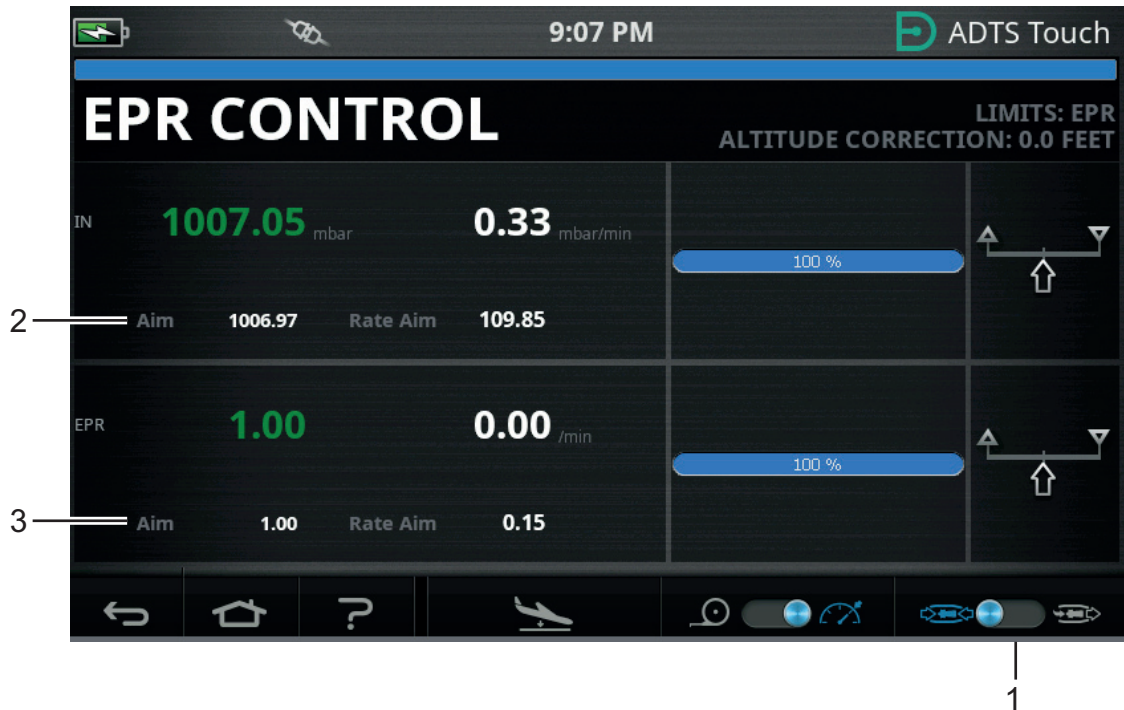 9:07 PM ADTS Touch
EPR CONTROL
LIMITS: EPR
ALTITUDE CORRECTION: 0.0 FEET
IN 1007.05 mbar 0.33 mbar/min
100 %
2 Aim 1006.97 Rate Aim 109.85
EPR 1.00 0.00 /min
100 %
3 Aim 1.00 Rate Aim 0.15
?
1